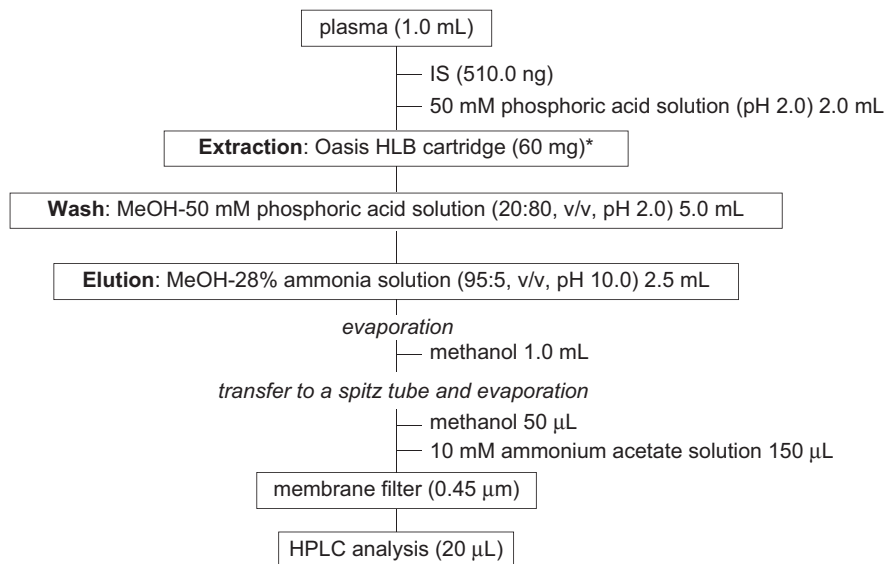 plasma (1.0 mL)
IS (510.0 ng)
50 mM phosphoric acid solution (pH 2.0) 2.0 mL
Extraction: Oasis HLB cartridge (60 mg)*
Wash: MeOH-50 mM phosphoric acid solution (20:80, v/v, pH 2.0) 5.0 mL
Elution: MeOH-28% ammonia solution (95:5, v/v, pH 10.0) 2.5 mL
evaporation
methanol 1.0 mL
transfer to a spitz tube and evaporation
methanol 50 μL
10 mM ammonium acetate solution 150 μL
membrane filter (0.45 μm)
HPLC analysis (20 μL)